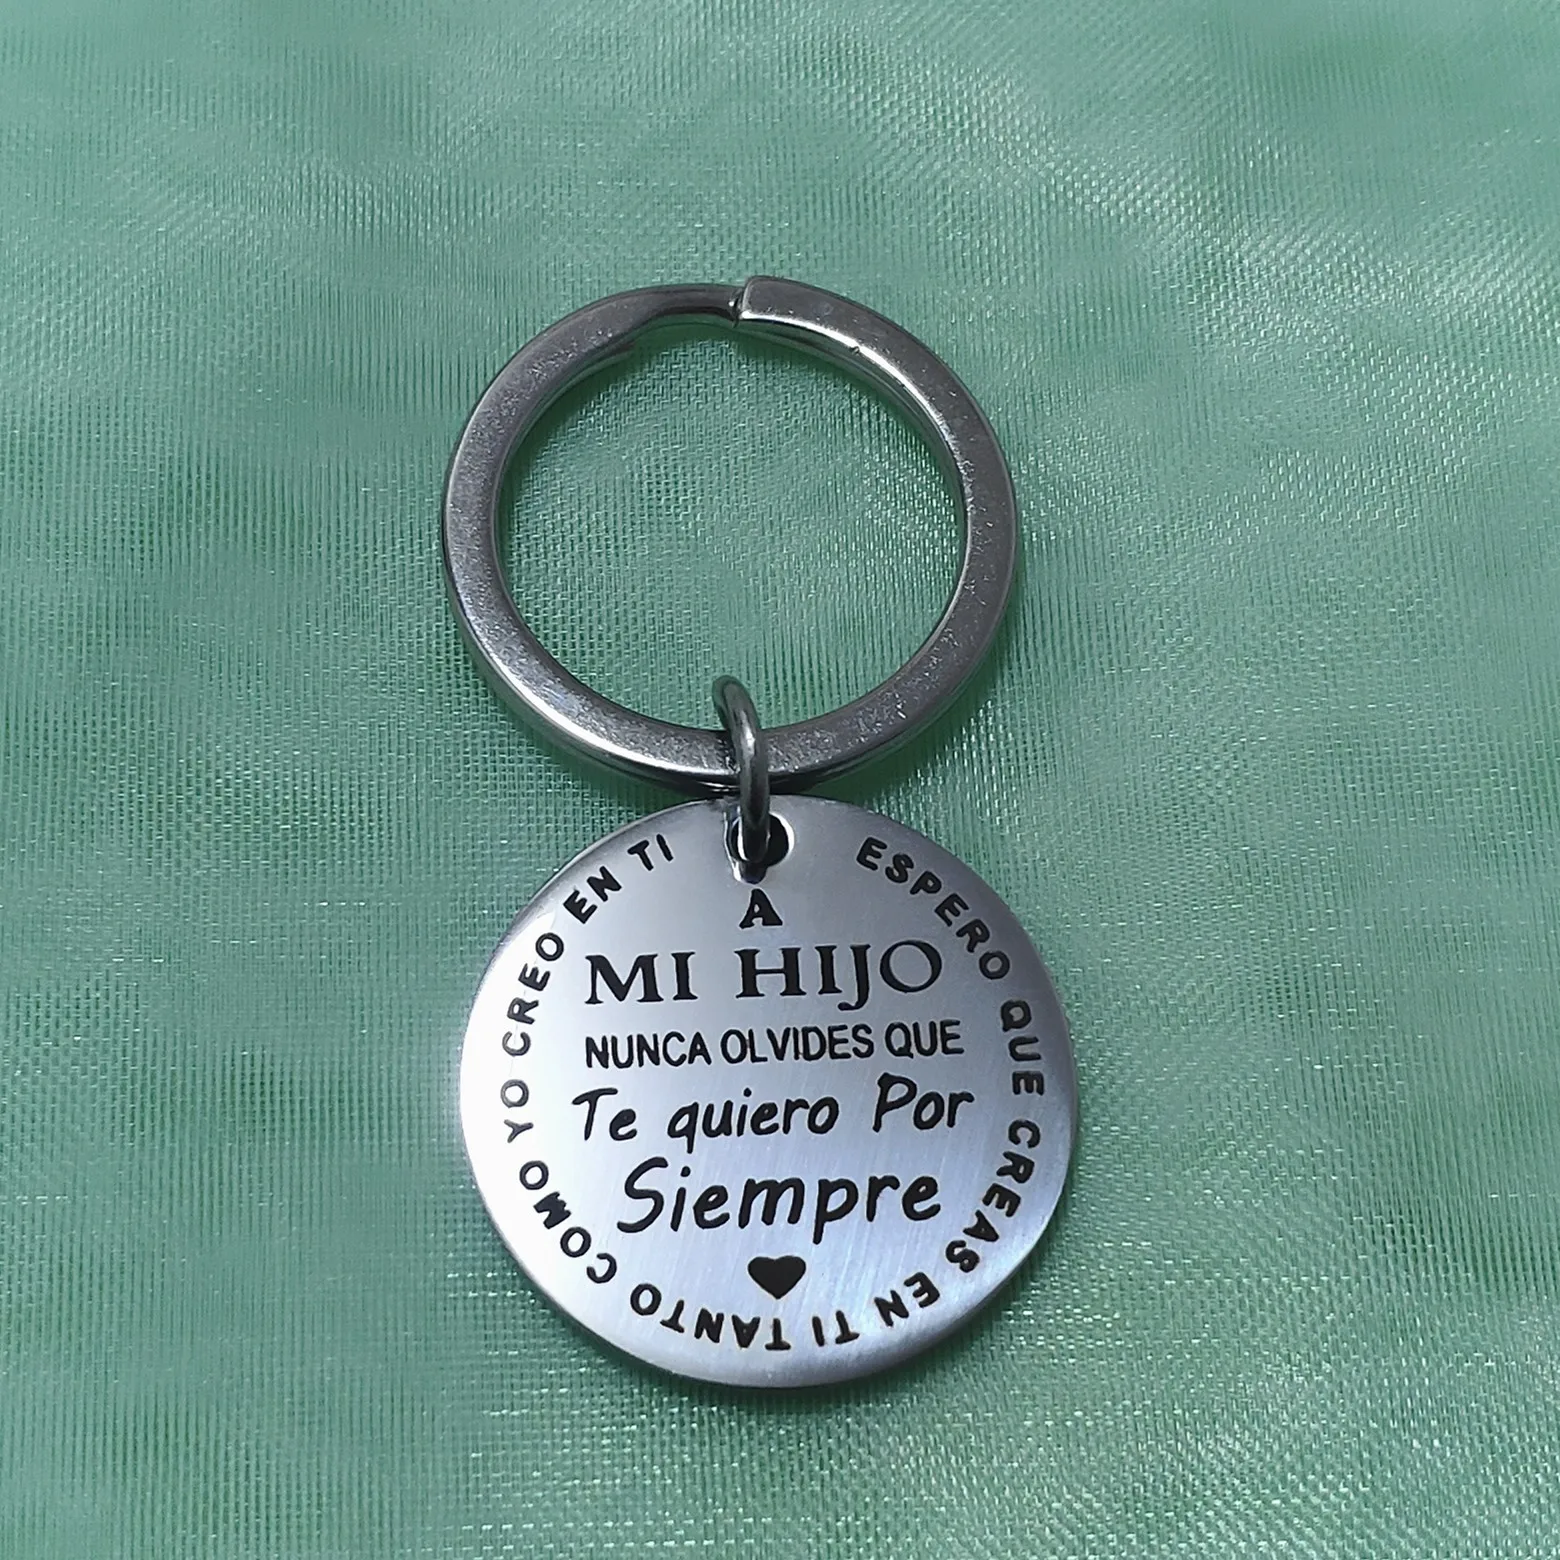 A
MI HIJO
NUNCA OLVIDES QUE
Te quiero Por
Siempre
ESPERO QUE CREAS EN TI TANTO COMO YO CREO EN TI